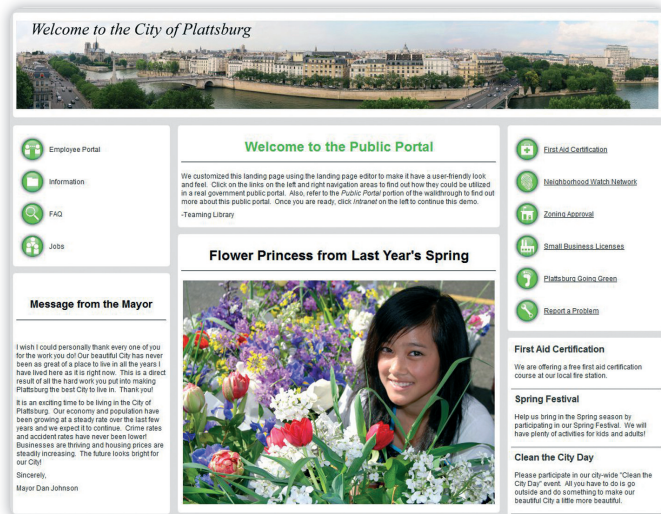 Welcome to the City of Plattsburg
Employee Portal
Information
FAQ
Jobs
Message from the Mayor
I wish I could personally thank every one of you
for the work you do! Our beautiful City has never
been as great of a place to live in all the years I
have lived here as it is right now. This is a direct
result of all the hard work you put into making
Plattsburg the best City to live in. Thank you!
It is an exciting time to be living in the City of
Plattsburg. Our economy and population have
been growing at a steady rate over the last few
years and we expect it to continue. Crime rates
and accident rates have never been lower!
Businesses are thriving and housing prices are
steadily increasing. The future looks bright for
our City!
Sincerely,
Mayor Dan Johnson
Welcome to the Public Portal
We customized this landing page using the landing page editor to make it have a user-friendly look
and feel. Click on the links on the left and right navigation areas to find out how they could be utilized
in a real government public portal. Also, refer to the Public Portal portion of the walkthrough to find out
more about this public portal. Once you are ready, click Intranet on the left to continue this demo.
-Teaming Library
Flower Princess from Last Year's Spring
First Aid Certification
Neighborhood Watch Network
Zoning Approval
Small Business Licenses
Plattsburg Going Green
Report a Problem
First Aid Certification
We are offering a free first aid certification
course at our local fire station.
Spring Festival
Help us bring in the Spring season by
participating in our Spring Festival. We will
have plenty of activities for kids and adults!
Clean the City Day
Please participate in our city-wide "Clean the
City Day" event. All you have to do is go
outside and do something to make our
beautiful City a little more beautiful.